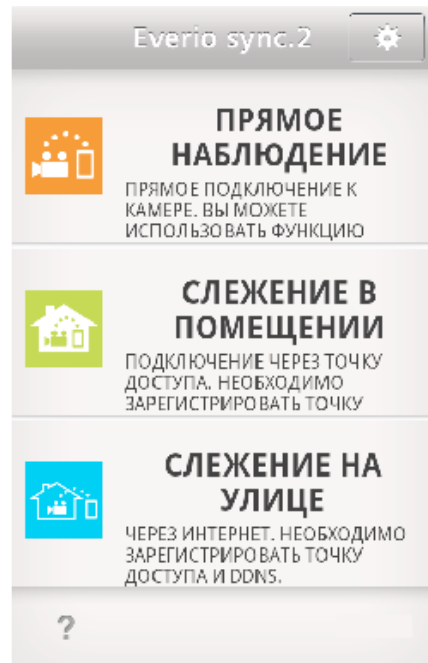 Everio sync.2
ПРЯМОЕ
НАБЛЮДЕНИЕ
ПРЯМОЕ ПОДКЛЮЧЕНИЕ К
КАМЕРЕ. ВЫ МОЖЕТЕ
ИСПОЛЬЗОВАТЬ ФУНКЦИЮ
СЛЕЖЕНИЕ В
ПОМЕЩЕНИИ
ПОДКЛЮЧЕНИЕ ЧЕРЕЗ ТОЧКУ
ДОСТУПА. НЕОБХОДИМО
ЗАРЕГИСТРИРОВАТЬ ТОЧКУ
СЛЕЖЕНИЕ НА
УЛИЦЕ
ЧЕРЕЗ ИНТЕРНЕТ. НЕОБХОДИМО
ЗАРЕГИСТРИРОВАТЬ ТОЧКУ
ДОСТУПА И DDNS.
?